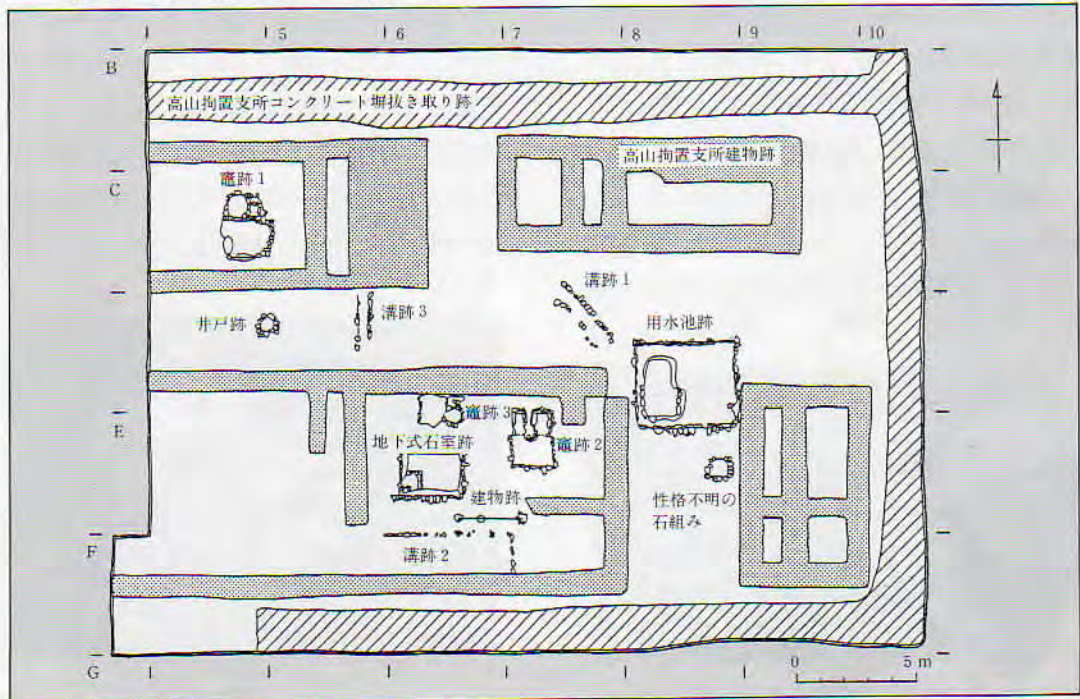 5 6 7 8 9 10
B
高山拘置支所コンクリート塀抜き取り跡
高山拘置支所建物跡
C
竈跡1
溝跡1
溝跡3
井戸跡
用水池跡
E
竈跡3
竈跡2
地下式石室跡
建物跡
性格不明の
石組み
F
溝跡2
G
0 5m